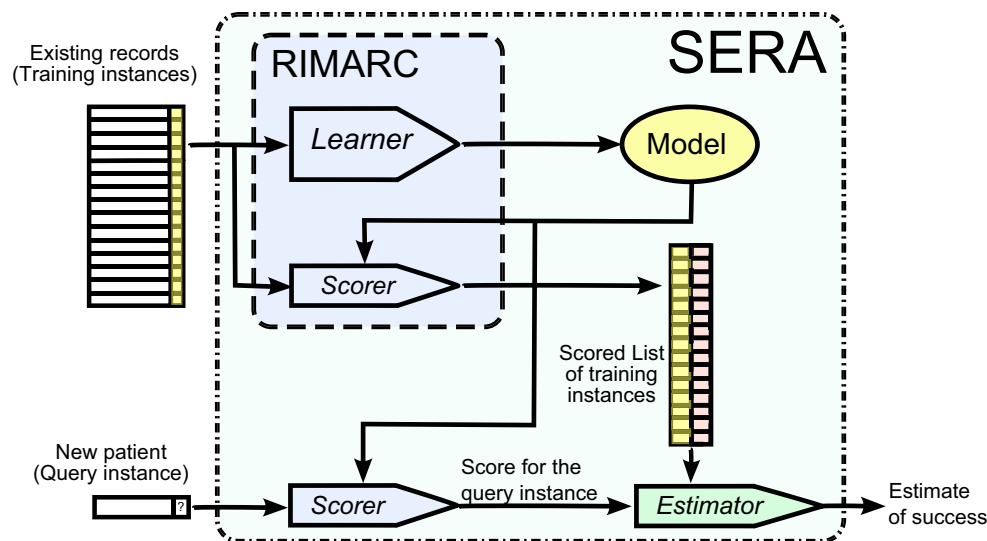 SERA
RIMARC
Existing records
(Training instances)
Learner
Model
Scorer
Scored List
of training
instances
New patient
(Query instance)
?
Scorer
Score for the
query instance
Estimator
Estimate
of success